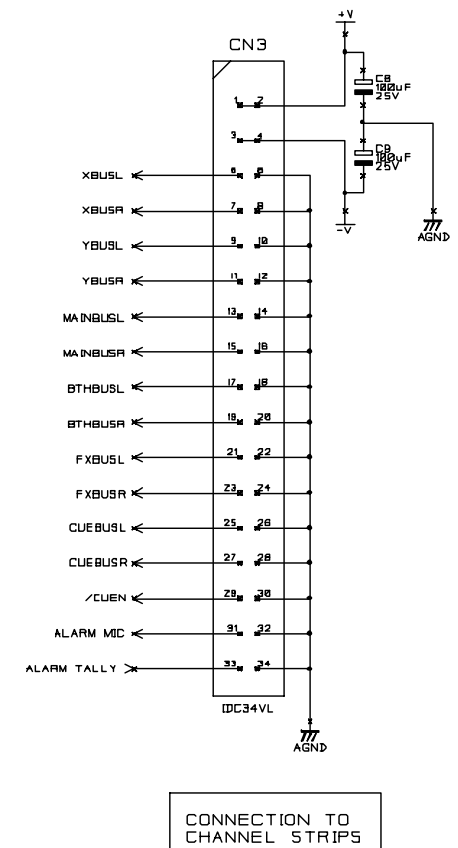 +V
CN3
C8
100uF
25V
1 2
3 4
C9
100uF
25V
-V
AGND
XBUSL 5 6
XBUSR 7 8
YBUSL 9 10
YBUSR 11 12
MAINBUSL 13 14
MAINBUSR 15 16
BTHBUSL 17 18
BTHBUSR 19 20
FXBUSL 21 22
FXBUSR 23 24
CUEBUSL 25 26
CUEBUSR 27 28
/CUEN 29 30
ALARM MIC 31 32
ALARM TALLY 33 34
IDC34VL
AGND
CONNECTION TO
CHANNEL STRIPS